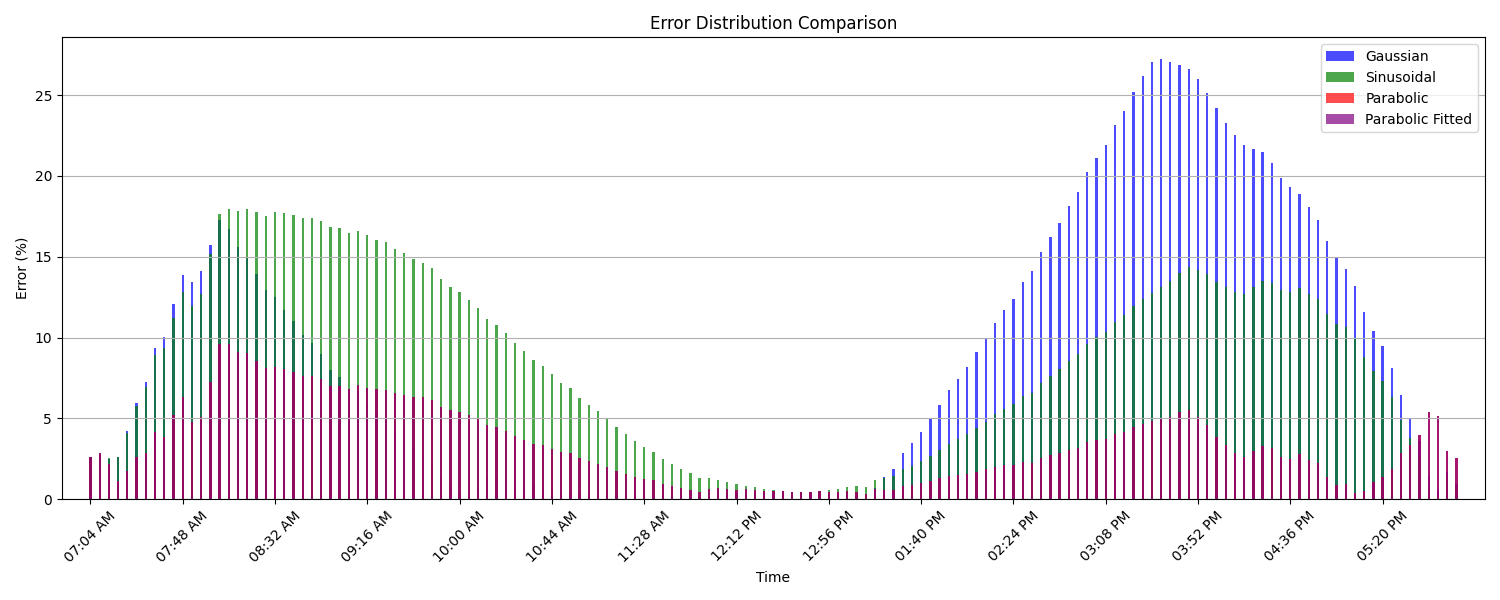 Error Distribution Comparison
Gaussian
Sinusoidal
Parabolic
Parabolic Fitted
Error (%)
25
20
15
10
5
0
07:04 AM
07:48 AM
08:32 AM
09:16 AM
10:00 AM
10:44 AM
11:28 AM
12:12 PM
12:56 PM
01:40 PM
02:24 PM
03:08 PM
03:52 PM
04:36 PM
05:20 PM
Time